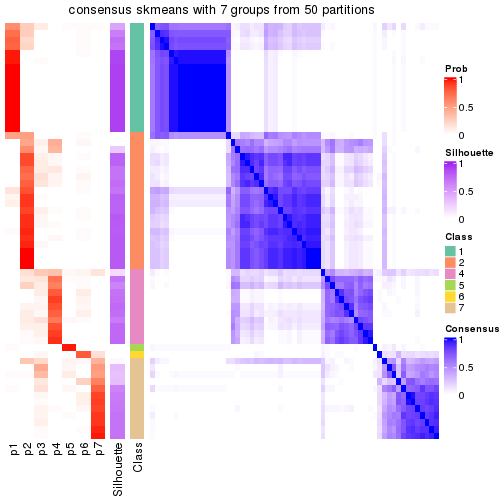 consensus skmeans with 7 groups from 50 partitions
Prob
1
0.5
0
Silhouette
1
0.5
0
Class
1
2
4
5
6
7
Consensus
1
0.5
0
p1
p2
p3
p4
p5
p6
p7
Silhouette
Class